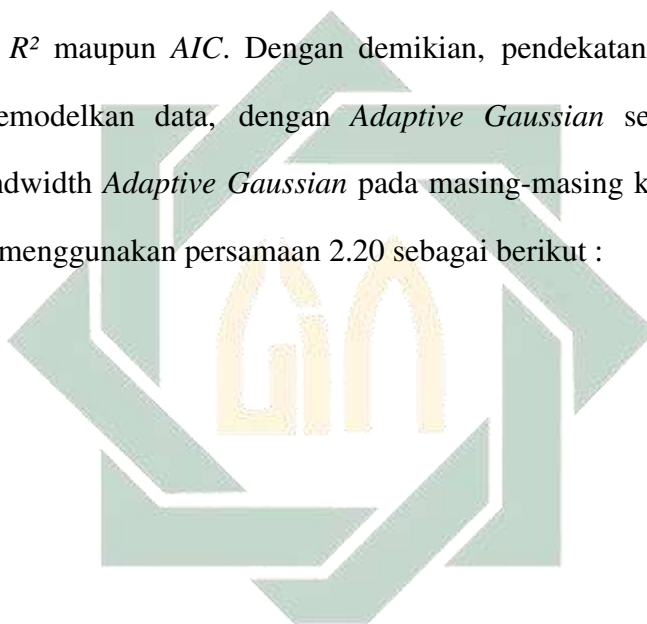 R² maupun AIC. Dengan demikian, pendekatan
emodelkan data, dengan Adaptive Gaussian se
ndwidth Adaptive Gaussian pada masing-masing k
menggunakan persamaan 2.20 sebagai berikut :